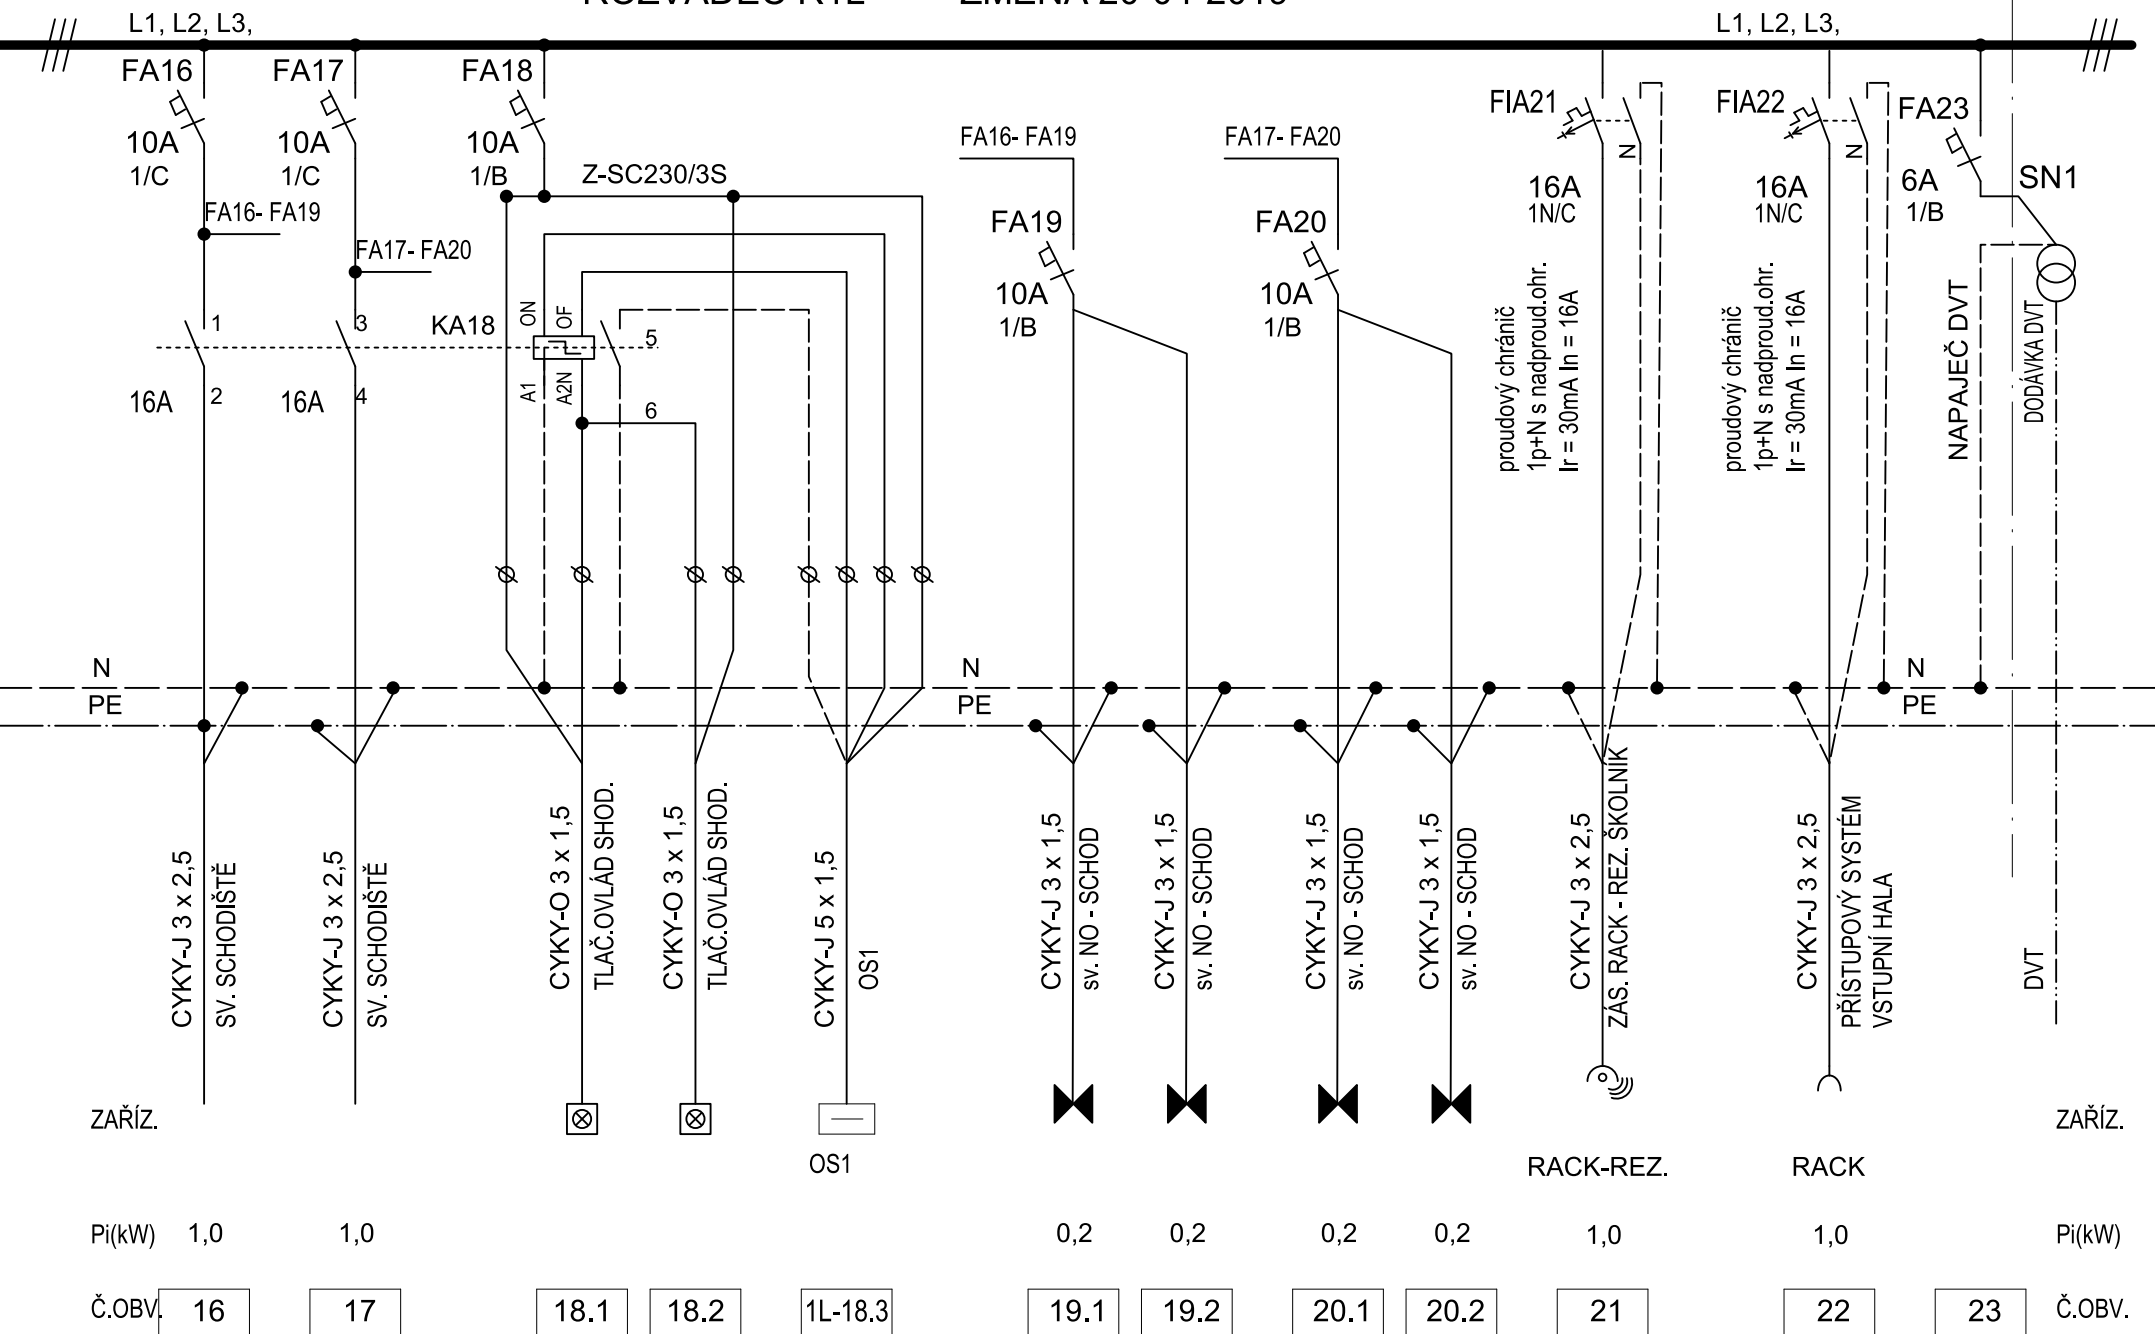 L1, L2, L3,
L1, L2, L3,
FA16
10A
1/C
FA16- FA19
FA17
10A
1/C
FA17- FA20
FA18
10A
1/B
Z-SC230/3S
FA16- FA19
FA19
10A
1/B
FA17- FA20
FA20
10A
1/B
FIA21
N
16A
1N/C
proudový chránič
1p+N s nadproud.ohr.
Ir = 30mA In = 16A
FIA22
N
16A
1N/C
proudový chránič
1p+N s nadproud.ohr.
Ir = 30mA In = 16A
FA23
6A
1/B
SN1
NAPAJEČ DVT
DODÁVKA DVT
1
16A
2
3
16A
4
KA18
ON
OF
A1
A2N
5
6
N
PE
N
PE
N
PE
CYKY-J 3 x 2,5
SV. SCHODIŠTĚ
CYKY-J 3 x 2,5
SV. SCHODIŠTĚ
CYKY-O 3 x 1,5
TLAČ.OVLÁD SHOD.
CYKY-O 3 x 1,5
TLAČ.OVLÁD SHOD.
CYKY-J 5 x 1,5
OS1
CYKY-J 3 x 1,5
sv. NO - SCHOD
CYKY-J 3 x 1,5
sv. NO - SCHOD
CYKY-J 3 x 1,5
sv. NO - SCHOD
CYKY-J 3 x 1,5
sv. NO - SCHOD
CYKY-J 3 x 2,5
ZÁS. RACK - REZ. ŠKOLNÍK
CYKY-J 3 x 2,5
PŘÍSTUPOVÝ SYSTÉM
VSTUPNÍ HALA
DVT
ZAŘÍZ.
OS1
RACK-REZ.
RACK
ZAŘÍZ.
Pi(kW) 1,0 1,0 0,2 0,2 0,2 0,2 1,0 1,0 Pi(kW)
Č.OBV. 16 17 18.1 18.2 1L-18.3 19.1 19.2 20.1 20.2 21 22 23 Č.OBV.